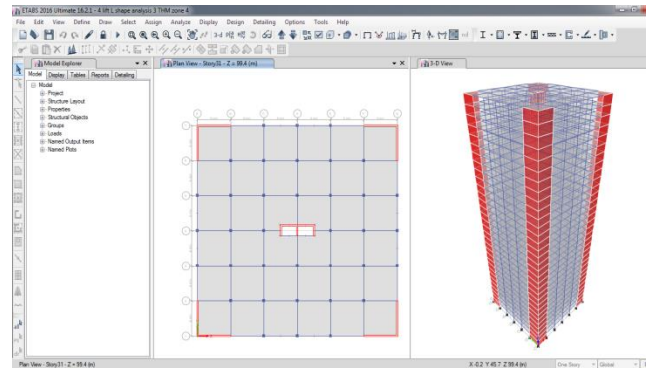 ETABS 2016 Ultimate 16.2.1 - 4 lift L shape analysis 3 THM zone 4
File Edit View Define Draw Select Assign Analyze Display Design Detailing Options Tools Help
Model Explorer
Plan View - Story31 - Z = 99.4 (m)
3-D View
Model Display Tables Reports Detailing
Model
Project
Structure Layout
Properties
Structural Objects
Groups
Loads
Named Output Items
Named Plots
Plan View - Story31 - Z = 99.4 (m)
X -0.2 Y 45.7 Z 99.4 (m)
One Story
Global